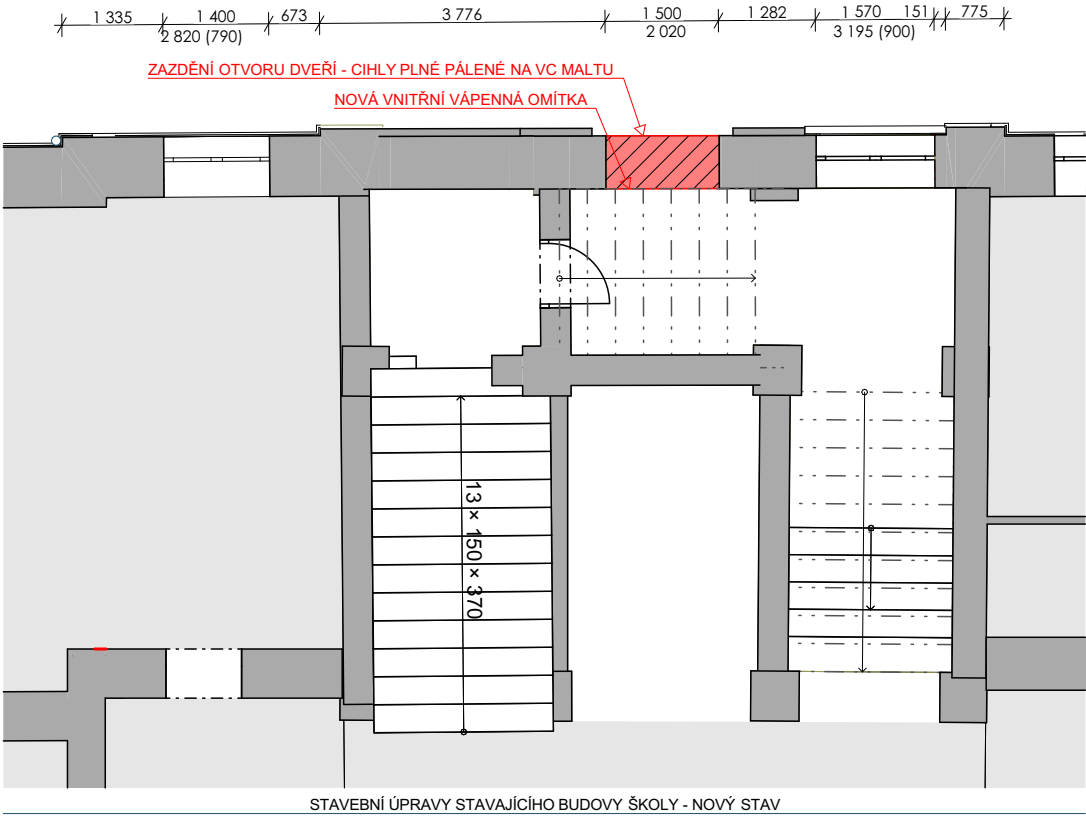 1 335 1 400 673 3 776 1 500 1 282 1 570 151 775
2 820 (790) 2 020 3 195 (900)
ZAZDĚNÍ OTVORU DVEŘÍ - CIHLY PLNÉ PÁLENÉ NA VC MALTU
NOVÁ VNITŘNÍ VÁPENNÁ OMÍTKA
13 × 150 × 370
STAVEBNÍ ÚPRAVY STAVAJÍCÍHO BUDOVY ŠKOLY - NOVÝ STAV